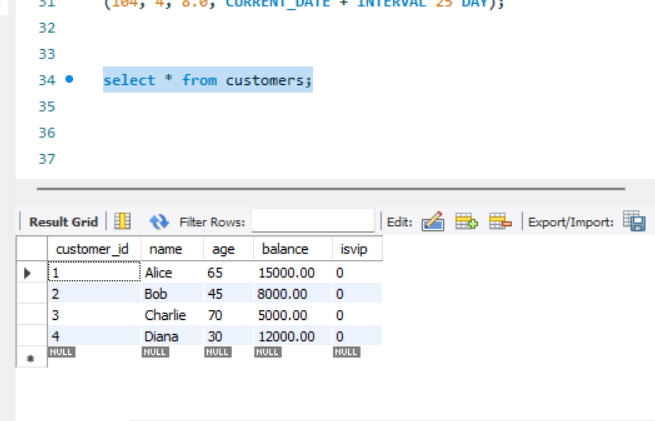 31 (104, 4, 8.0, CURRENT_DATE + INTERVAL 25 DAY);
32
33
34 select * from customers;
35
36
37
Result Grid Filter Rows: Edit: Export/Import:
customer_id name age balance isvip
1 Alice 65 15000.00 0
2 Bob 45 8000.00 0
3 Charlie 70 5000.00 0
4 Diana 30 12000.00 0
NULL NULL NULL NULL NULL